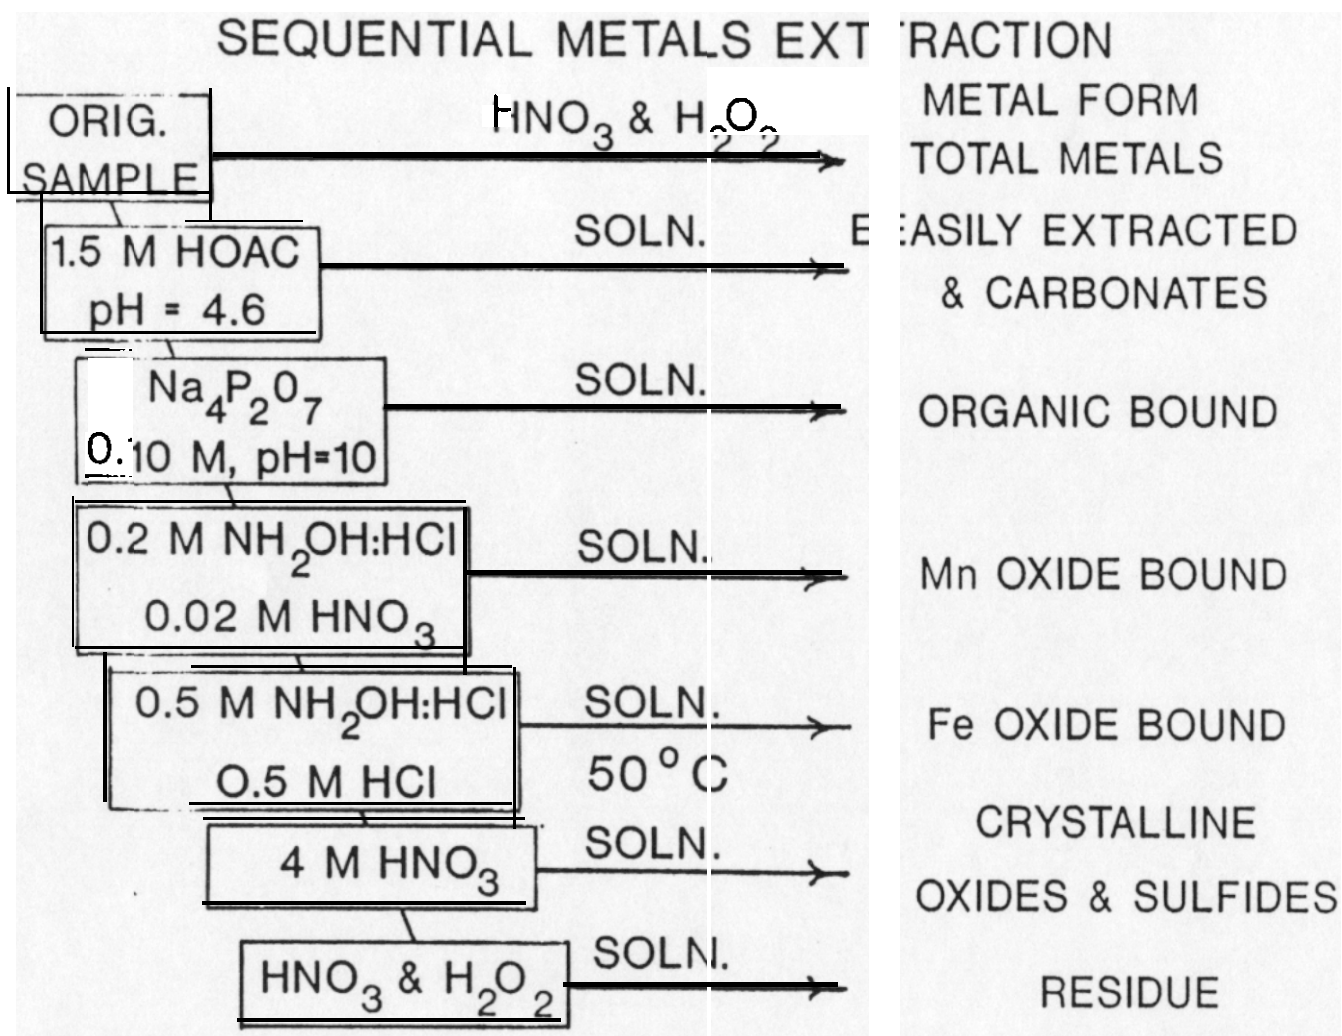 SEQUENTIAL METALS EXTRACTION
METAL FORM
ORIG.
SAMPLE
HNO3 & H2O2
TOTAL METALS
1.5 M HOAC
pH = 4.6
SOLN.
EASILY EXTRACTED
& CARBONATES
Na4P2O7
0.10 M, pH=10
SOLN.
ORGANIC BOUND
0.2 M NH2OH:HCl
0.02 M HNO3
SOLN.
Mn OXIDE BOUND
0.5 M NH2OH:HCl
0.5 M HCl
SOLN.
50°C
Fe OXIDE BOUND
4 M HNO3
SOLN.
CRYSTALLINE
OXIDES & SULFIDES
HNO3 & H2O2
SOLN.
RESIDUE